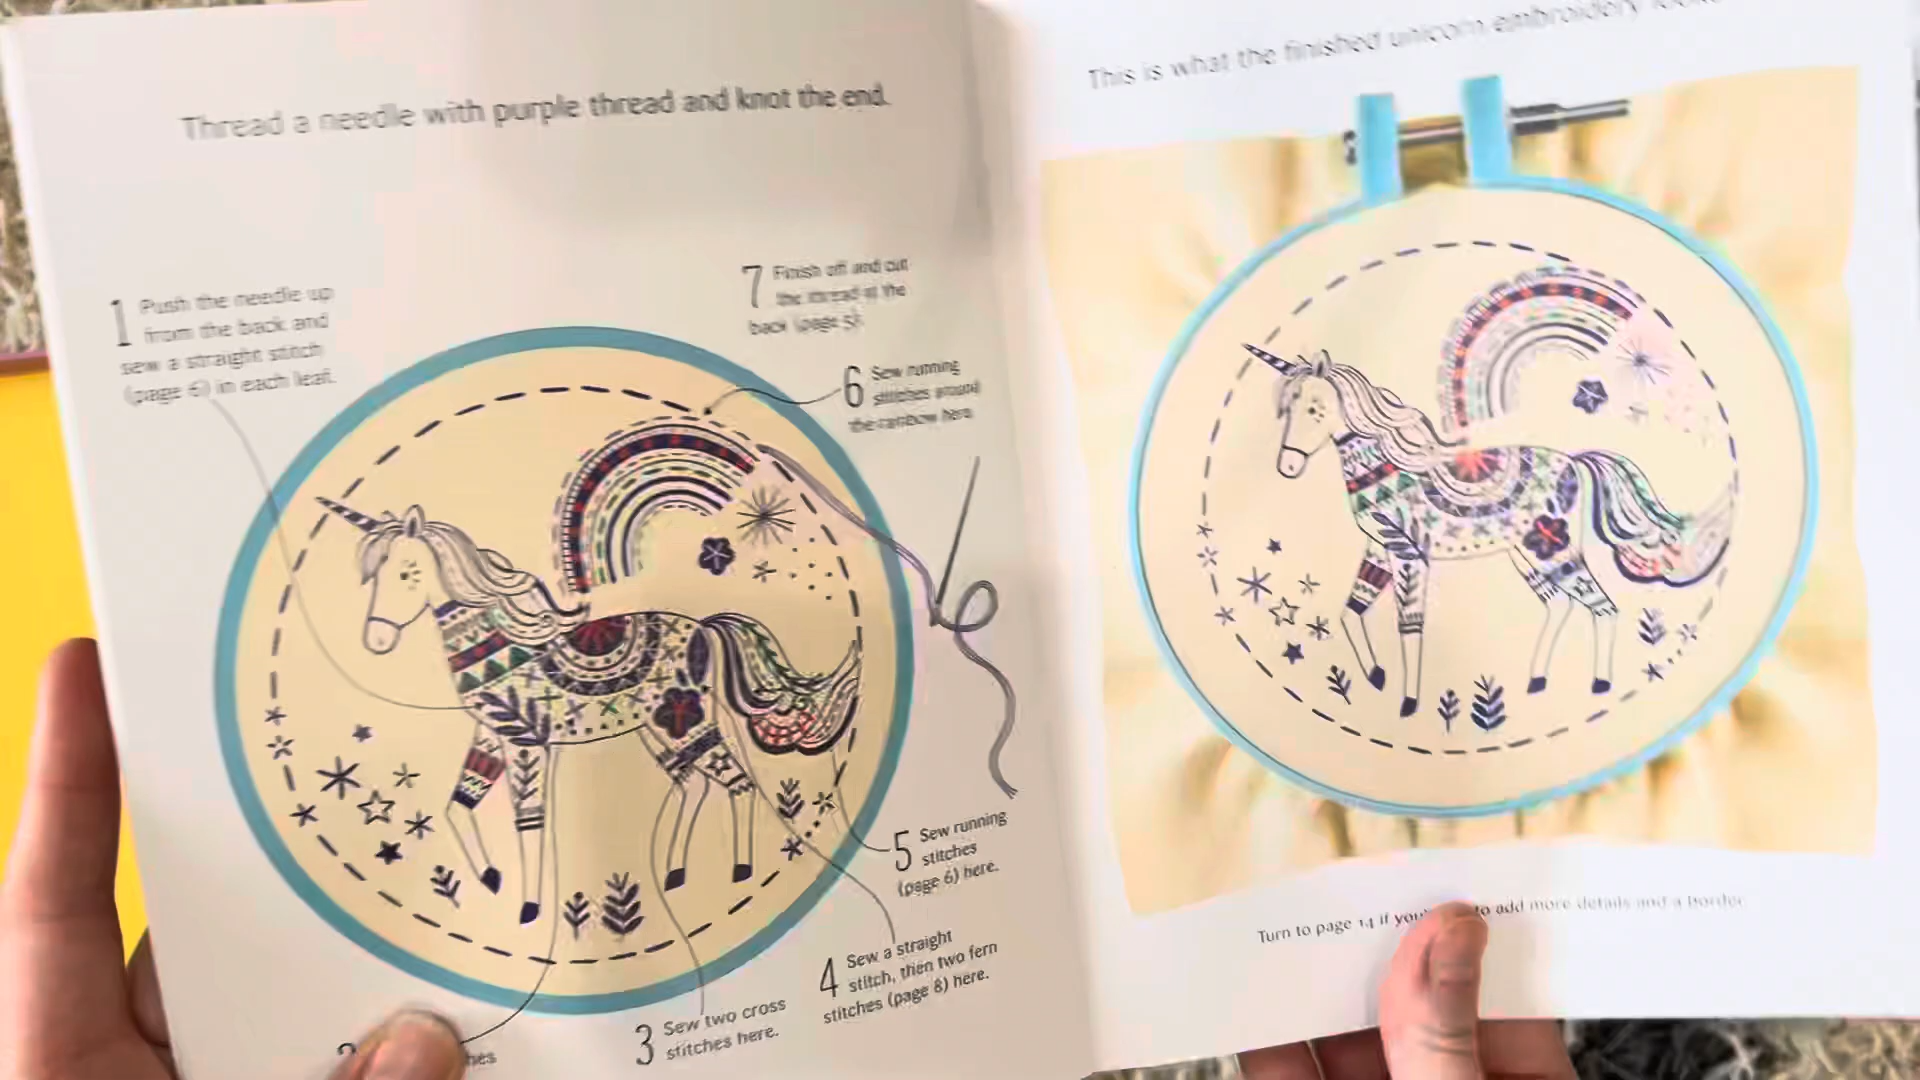 Thread a needle with purple thread and knot the end.
1 Push the needle up
from the back and
sew a straight stitch
(page 6) in each leaf.
7 Finish off and cut
the thread at the
back (page 5).
6 Sew running
stitches around
the rainbow here.
5 Sew running
stitches
(page 6) here.
4 Sew a straight
stitch, then two fern
stitches (page 8) here.
3 Sew two cross
stitches here.
This is what the finished unicorn embroidery
Turn to page 14 if to add more details and a border.